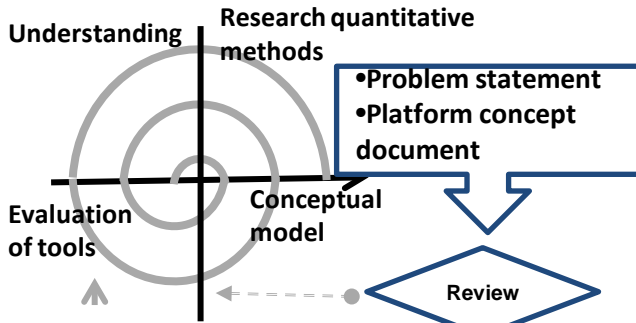 Understanding
Research quantitative
methods
•Problem statement
•Platform concept
document
Evaluation
of tools
Conceptual
model
Review